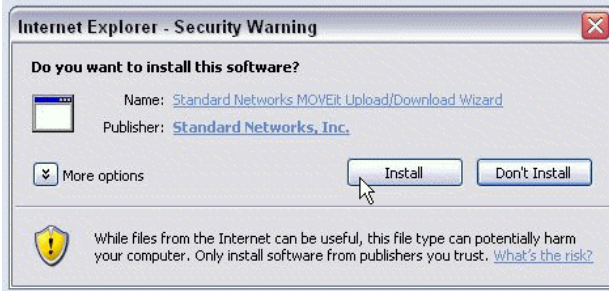 Internet Explorer - Security Warning
Do you want to install this software?
Name: Standard Networks MOVEit Upload/Download Wizard
Publisher: Standard Networks, Inc.
More options
Install
Don't Install
While files from the Internet can be useful, this file type can potentially harm
your computer. Only install software from publishers you trust. What's the risk?